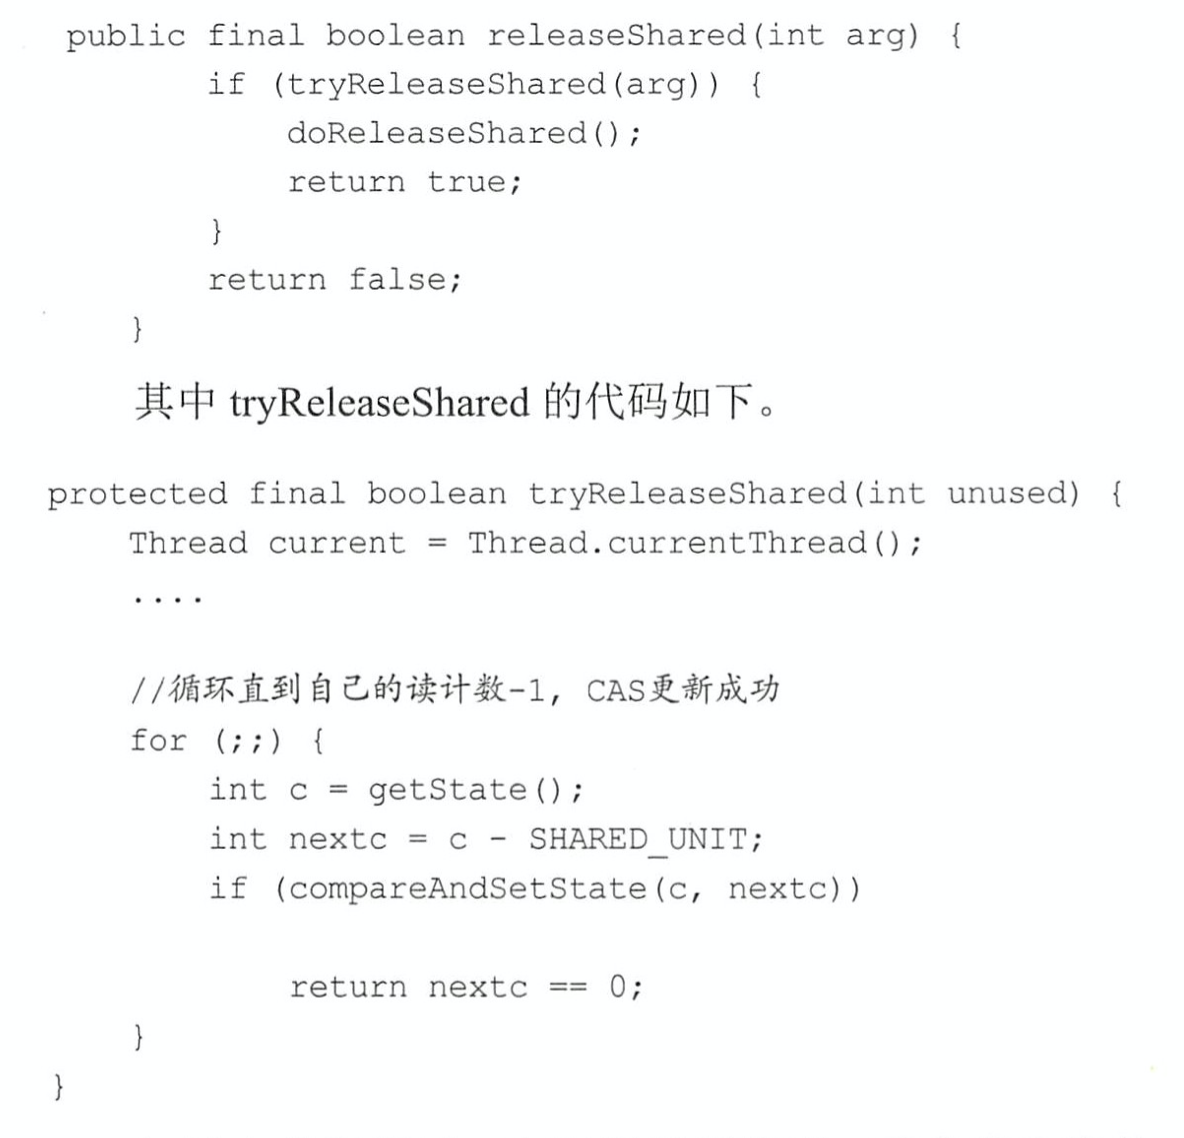 public final boolean releaseShared(int arg) {
if (tryReleaseShared(arg)) {
doReleaseShared();
return true;
}
return false;
}
其中 tryReleaseShared 的代码如下。
protected final boolean tryReleaseShared(int unused) {
Thread current = Thread.currentThread();
....
//循环直到自己的读计数-1, CAS更新成功
for (;;) {
int c = getState();
int nextc = c - SHARED_UNIT;
if (compareAndSetState(c, nextc))
return nextc == 0;
}
}